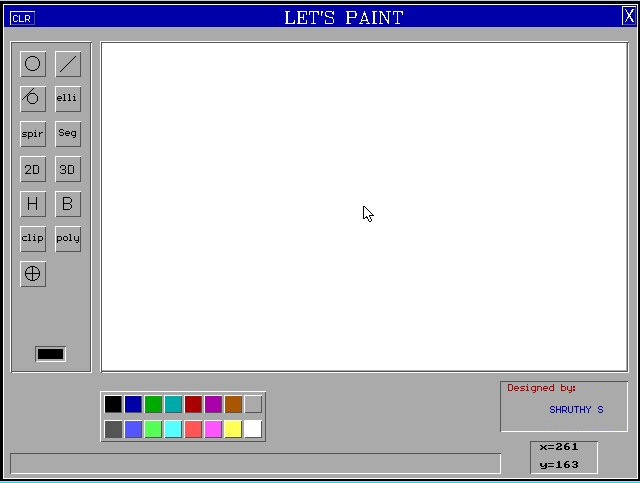 CLR
LET'S PAINT
X
elli
spir
Seg
2D
3D
H
B
clip
poly
Designed by:
SHRUTHY S
x=261
y=163